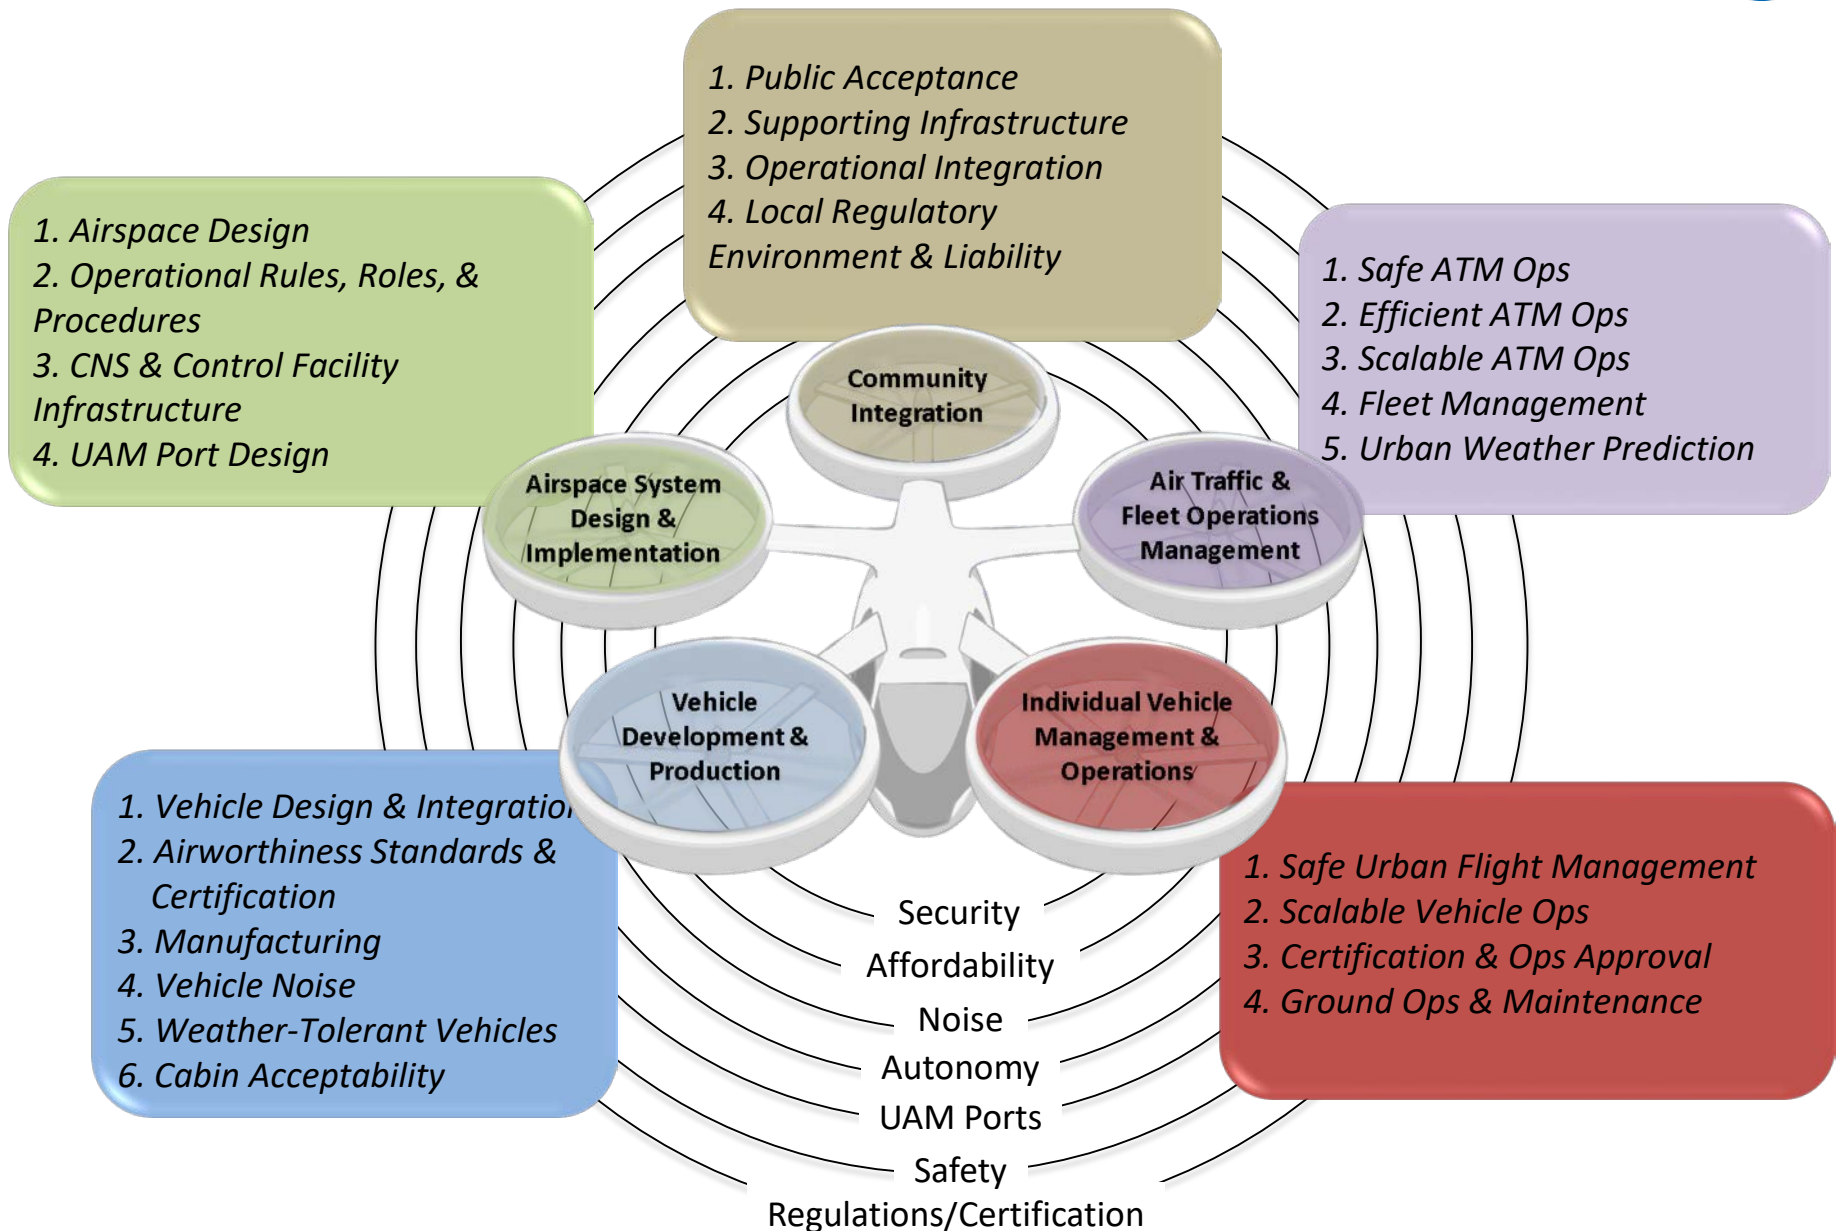 1. Public Acceptance
2. Supporting Infrastructure
3. Operational Integration
4. Local Regulatory
Environment & Liability
1. Airspace Design
2. Operational Rules, Roles, &
Procedures
3. CNS & Control Facility
Infrastructure
4. UAM Port Design
1. Safe ATM Ops
2. Efficient ATM Ops
3. Scalable ATM Ops
4. Fleet Management
5. Urban Weather Prediction
Community
Integration
Airspace System
Design &
Implementation
Air Traffic &
Fleet Operations
Management
Vehicle
Development &
Production
Individual Vehicle
Management &
Operations
1. Vehicle Design & Integration
2. Airworthiness Standards &
Certification
3. Manufacturing
4. Vehicle Noise
5. Weather-Tolerant Vehicles
6. Cabin Acceptability
1. Safe Urban Flight Management
2. Scalable Vehicle Ops
3. Certification & Ops Approval
4. Ground Ops & Maintenance
Security
Affordability
Noise
Autonomy
UAM Ports
Safety
Regulations/Certification